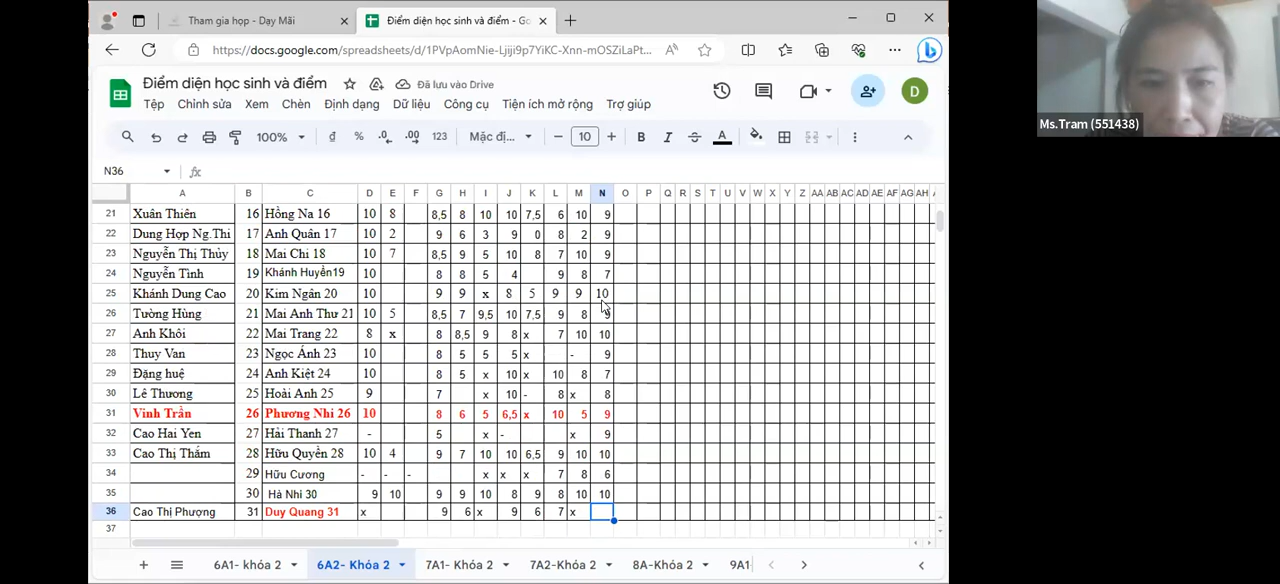 Tham gia họp - Dạy Mãi
Điểm diện học sinh và điểm - Go
https://docs.google.com/spreadsheets/d/1PVpAomNie-Ljiji9p7YiKC-Xnn-mOSZiLaPt...
Điểm diện học sinh và điểm
Đã lưu vào Drive
D
Tệp Chỉnh sửa Xem Chèn Định dạng Dữ liệu Công cụ Tiện ích mở rộng Trợ giúp
100% đ % .0 .00 123 Mặc đị... - 10 + B I S A
N36 fx
A B C D E F G H I J K L M N O P Q R S T U V W X Y Z AA AB AC AD AE AF AG AH
21 Xuân Thiên 16 Hồng Na 16 10 8 8,5 8 10 10 7,5 6 10 9
22 Dung Hợp Ng.Thi 17 Anh Quân 17 10 2 9 6 3 9 0 8 2 9
23 Nguyễn Thị Thủy 18 Mai Chi 18 10 7 8,5 9 5 10 8 7 10 9
24 Nguyễn Tình 19 Khánh Huyền19 10 8 8 5 4 9 8 7
25 Khánh Dung Cao 20 Kim Ngân 20 10 9 9 x 8 5 9 9 10
26 Tường Hùng 21 Mai Anh Thư 21 10 5 8,5 7 9,5 10 7,5 9 8 9
27 Anh Khôi 22 Mai Trang 22 8 x 8 8,5 9 8 x 7 10 10
28 Thuy Van 23 Ngọc Ánh 23 10 8 5 5 5 x - 9
29 Đặng huệ 24 Anh Kiệt 24 10 8 5 x 10 x 10 8 7
30 Lê Thương 25 Hoài Anh 25 9 7 x 10 - 8 x 8
31 Vinh Trần 26 Phương Nhi 26 10 8 6 5 6,5 x 10 5 9
32 Cao Hai Yen 27 Hải Thanh 27 - 5 x - x 9
33 Cao Thị Thắm 28 Hữu Quyền 28 10 4 9 7 10 10 6,5 9 10 10
34 29 Hữu Cương - - - x x x 7 8 6
35 30 Hà Nhi 30 9 10 9 9 10 8 9 8 10 10
36 Cao Thị Phượng 31 Duy Quang 31 x 9 6 x 9 6 7 x
37
+ 6A1- khóa 2 6A2- Khóa 2 7A1- Khóa 2 7A2-Khóa 2 8A-Khóa 2 9A1-
Ms.Tram (551438)